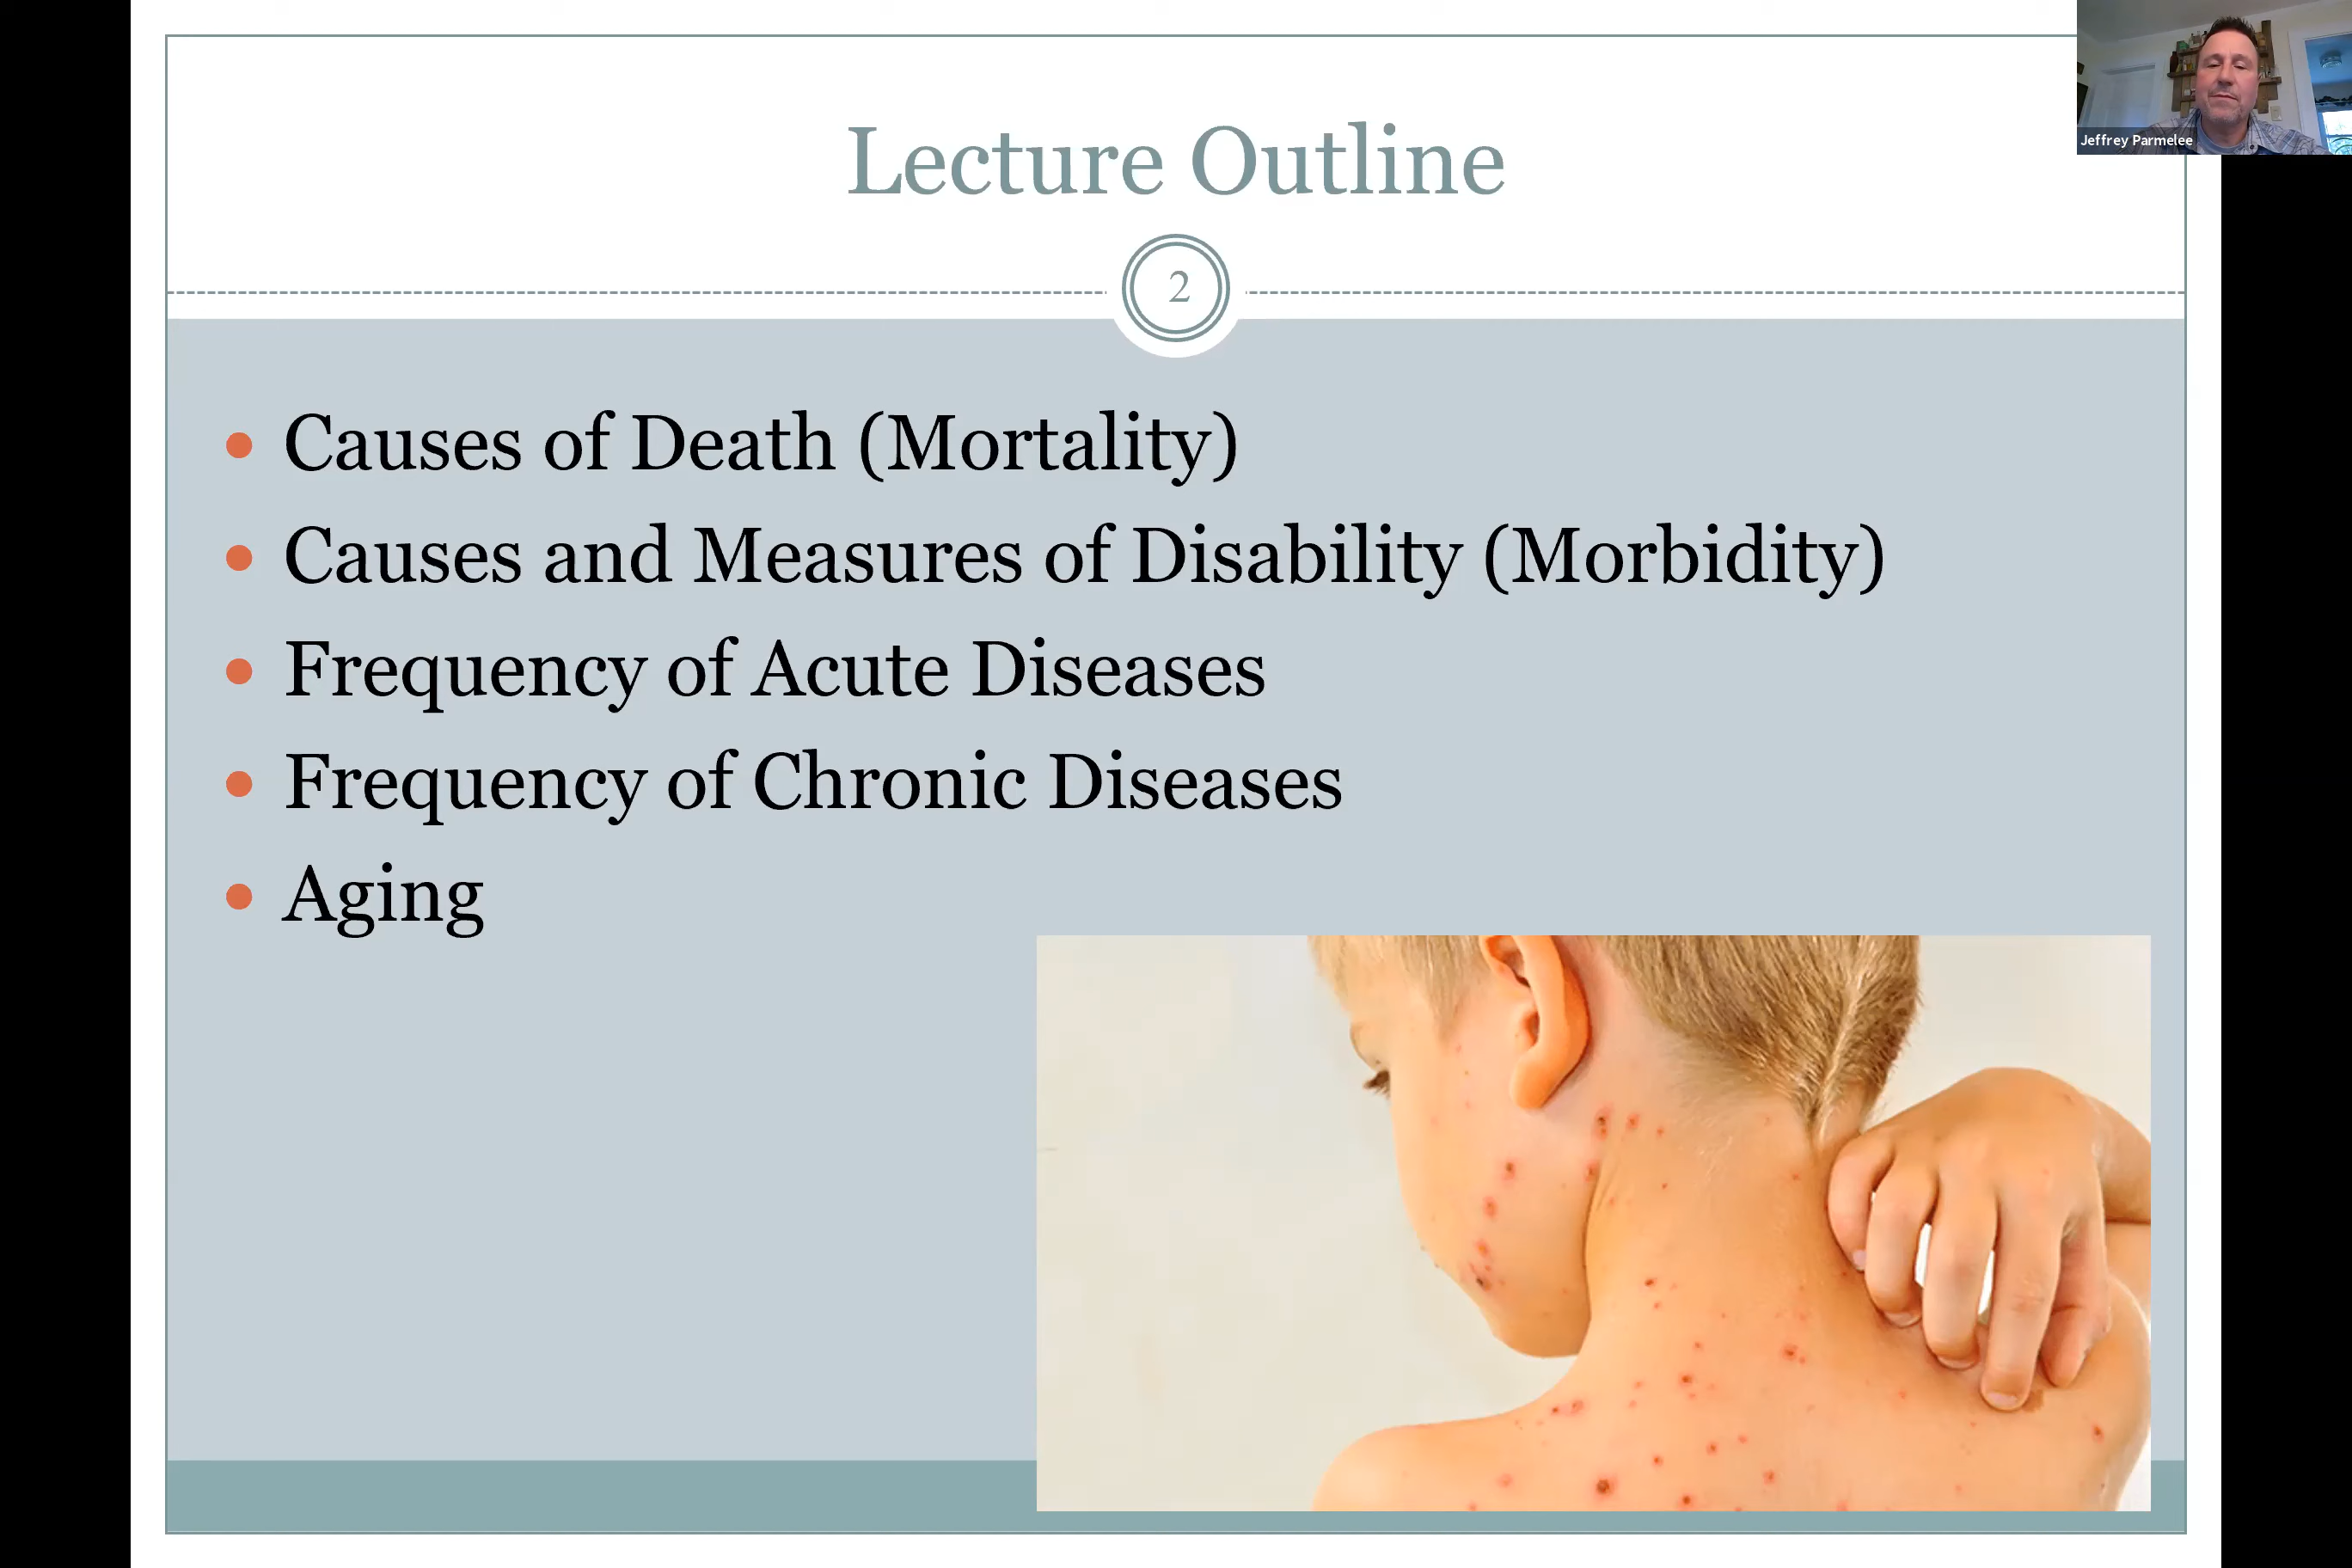 Lecture Outline
Jeffrey Parmelee
2
Causes of Death (Mortality)
Causes and Measures of Disability (Morbidity)
Frequency of Acute Diseases
Frequency of Chronic Diseases
Aging